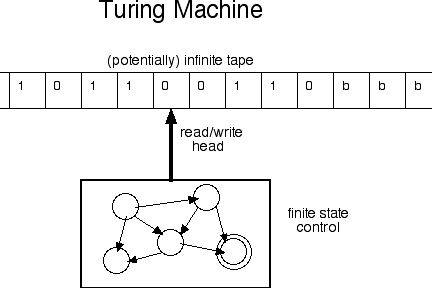 Turing Machine
(potentially) infinite tape
1 0 1 1 0 0 1 1 0 b b b
read/write
head
finite state
control